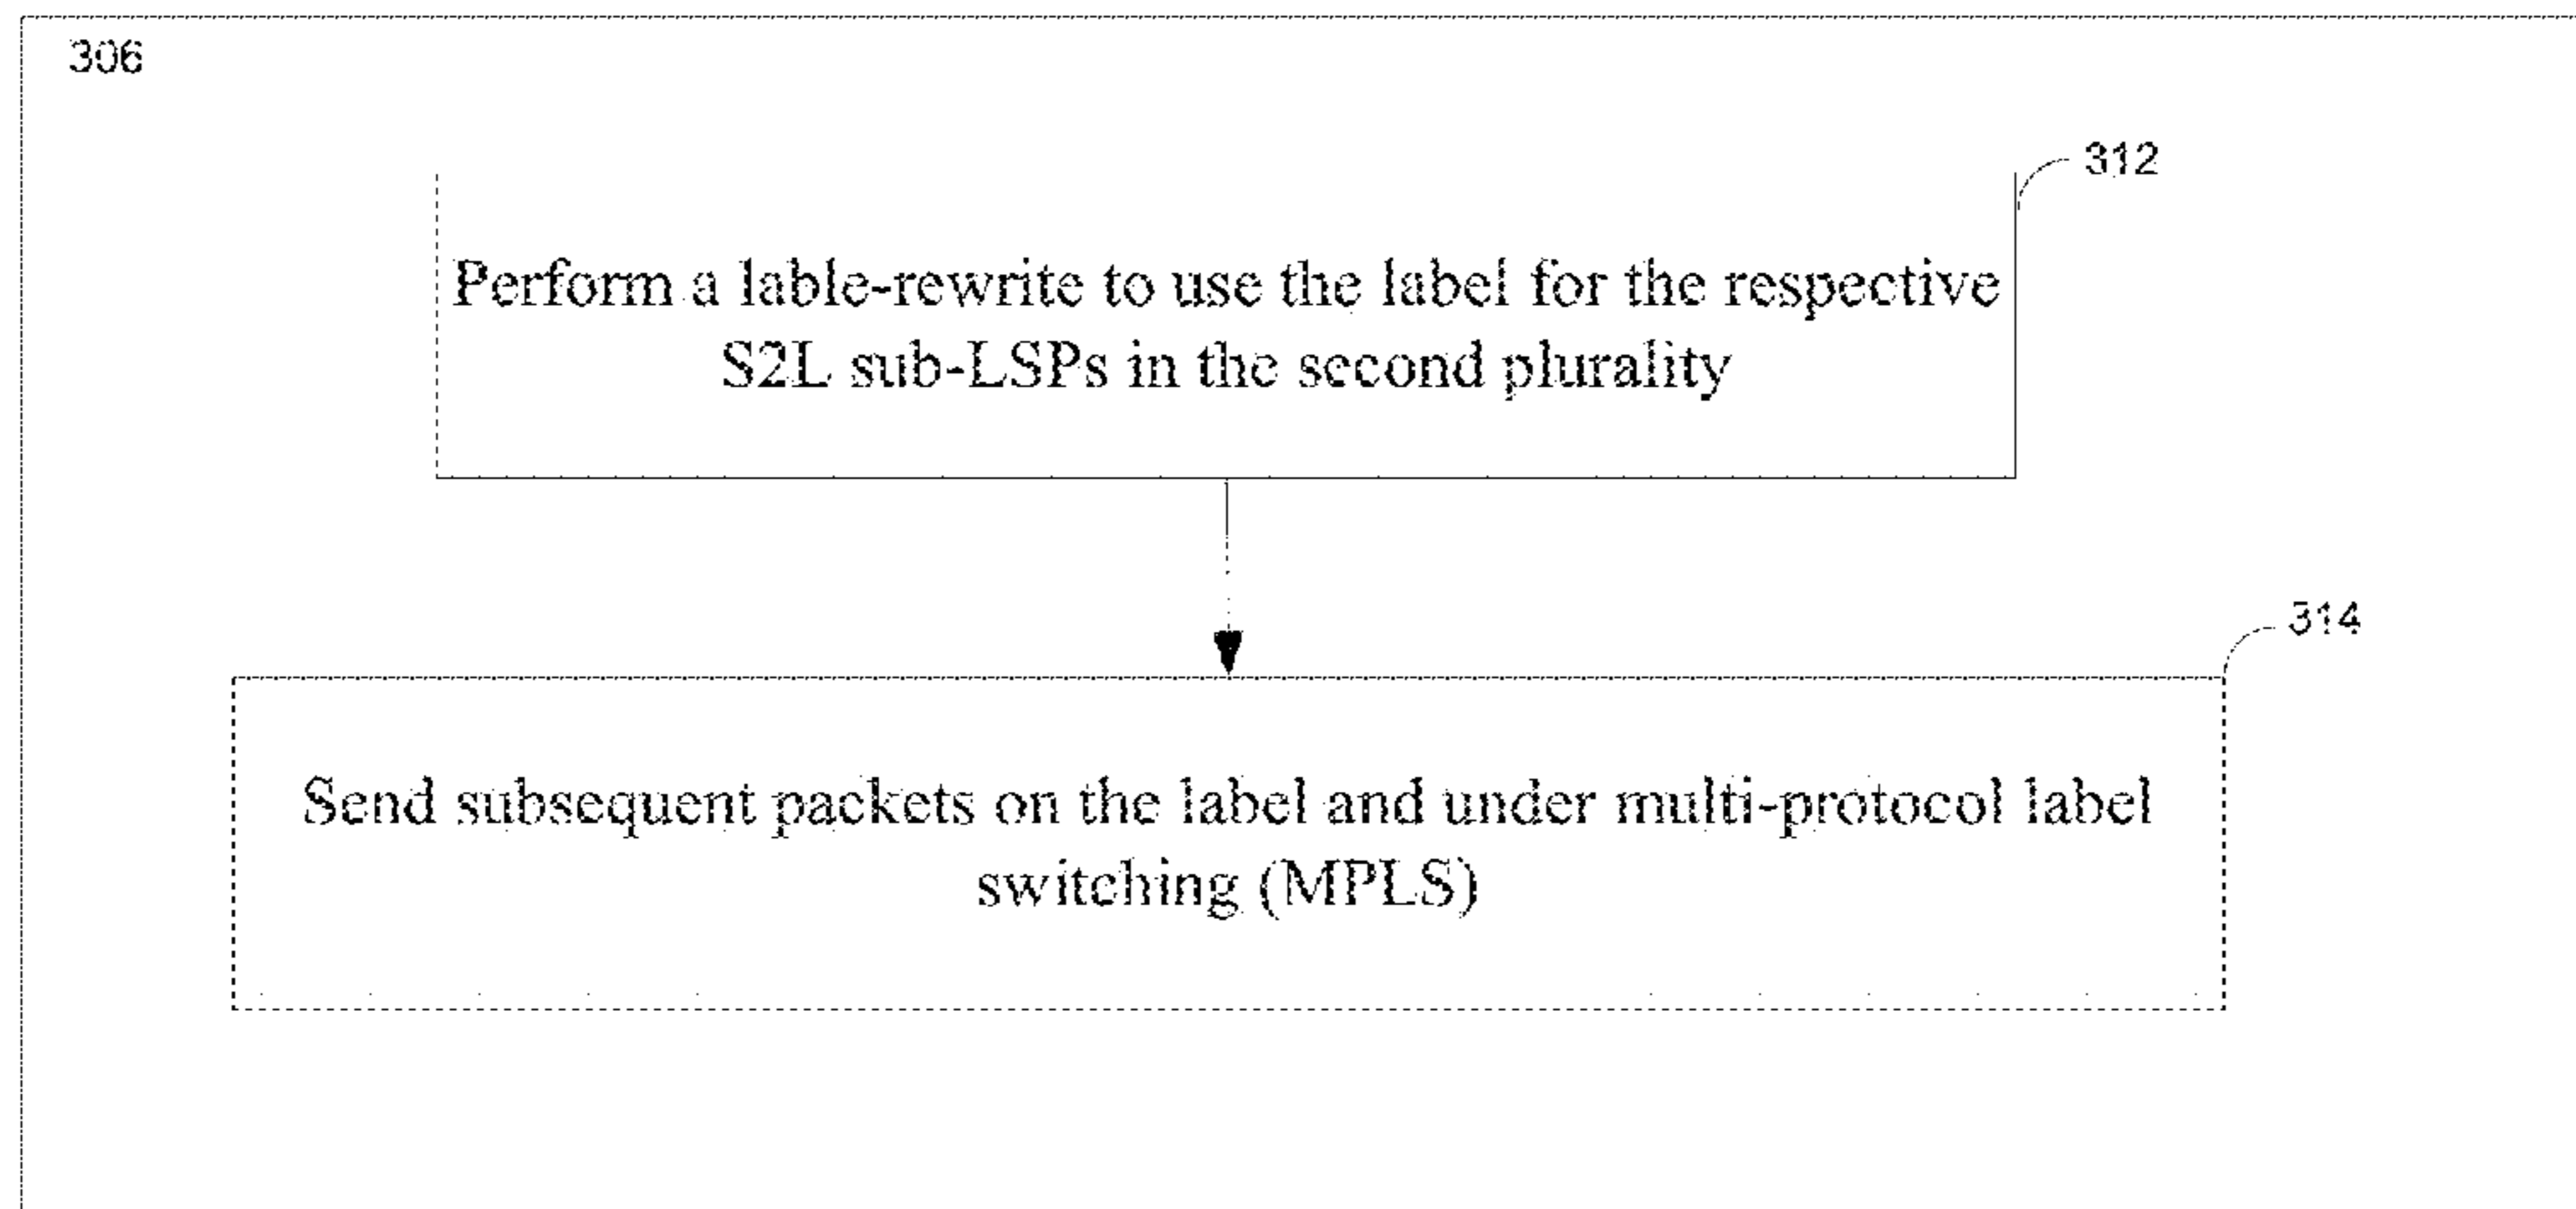 306
312
Perform a lable-rewrite to use the label for the respective
S2L sub-LSPs in the second plurality
314
Send subsequent packets on the label and under multi-protocol label
switching (MPLS)